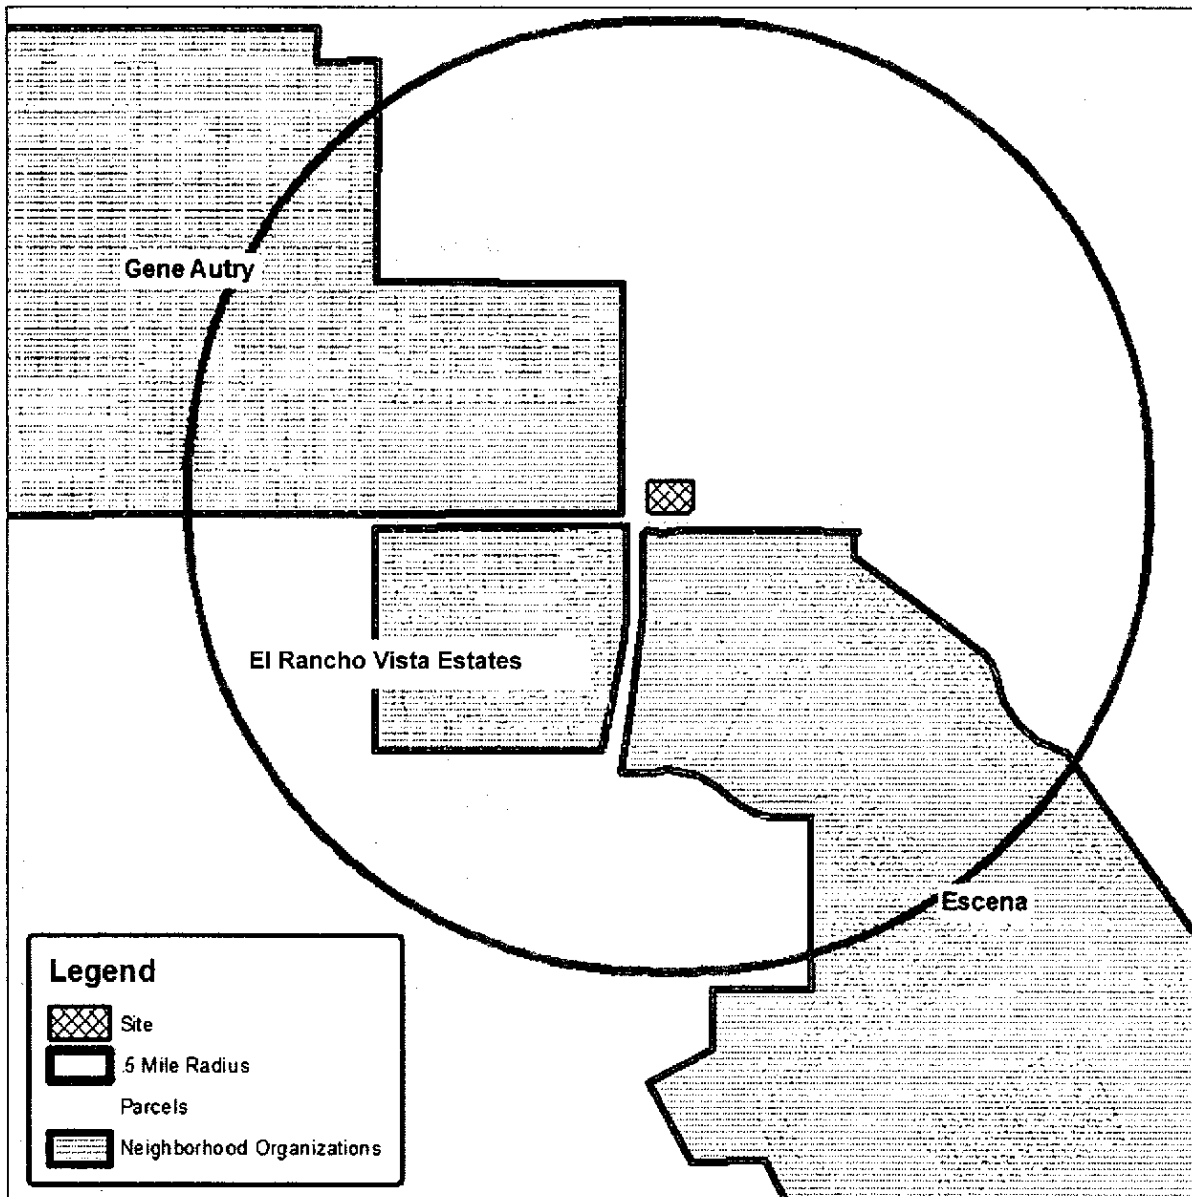 Gene Autry
El Rancho Vista Estates
Escena
Legend
Site
.5 Mile Radius
Parcels
Neighborhood Organizations